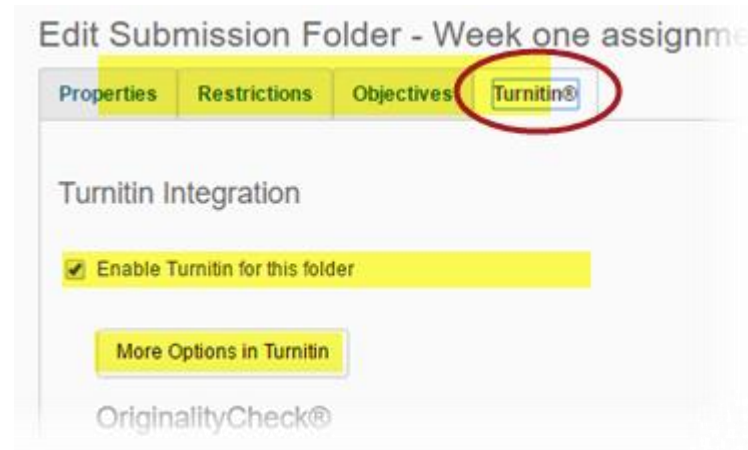 Edit Submission Folder - Week one assignme
Properties Restrictions Objectives Turnitin®
Turnitin Integration
Enable Turnitin for this folder
More Options in Turnitin
OriginalityCheck®